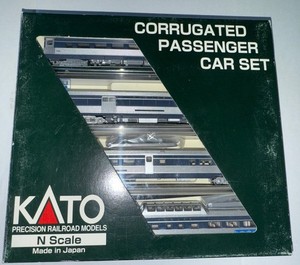 CORRUGATED
PASSENGER
CAR SET
KATO
PRECISION RAILROAD MODELS
N Scale
Made in Japan